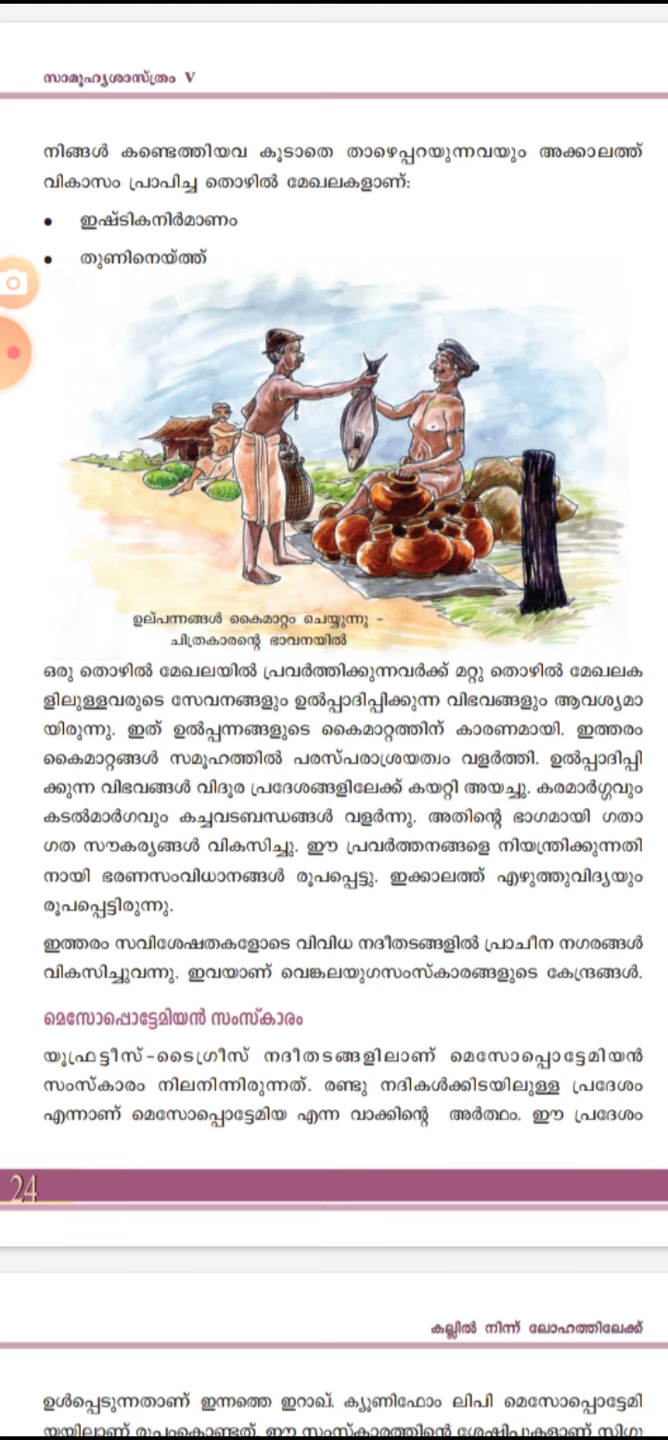 സാമൂഹ്യശാസ്ത്രം V
നിങ്ങൾ കണ്ടെത്തിയവ കൂടാതെ താഴെപ്പറയുന്നവയും അക്കാലത്ത്
വികാസം പ്രാപിച്ച തൊഴിൽ മേഖലകളാണ്:
• ഇഷ്ടികനിർമാണം
• തുണിനെയ്ത്ത്
ഉല്പന്നങ്ങൾ കൈമാറ്റം ചെയ്യുന്നു -
ചിത്രകാരന്റെ ഭാവനയിൽ
ഒരു തൊഴിൽ മേഖലയിൽ പ്രവർത്തിക്കുന്നവർക്ക് മറ്റു തൊഴിൽ മേഖലക
ളിലുള്ളവരുടെ സേവനങ്ങളും ഉൽപ്പാദിപ്പിക്കുന്ന വിഭവങ്ങളും ആവശ്യമാ
യിരുന്നു. ഇത് ഉൽപ്പന്നങ്ങളുടെ കൈമാറ്റത്തിന് കാരണമായി. ഇത്തരം
കൈമാറ്റങ്ങൾ സമൂഹത്തിൽ പരസ്പരാശ്രയത്വം വളർത്തി. ഉൽപ്പാദിപ്പി
ക്കുന്ന വിഭവങ്ങൾ വിദൂര പ്രദേശങ്ങളിലേക്ക് കയറ്റി അയച്ചു. കരമാർഗ്ഗവും
കടൽമാർഗവും കച്ചവടബന്ധങ്ങൾ വളർന്നു. അതിന്റെ ഭാഗമായി ഗതാ
ഗത സൗകര്യങ്ങൾ വികസിച്ചു. ഈ പ്രവർത്തനങ്ങളെ നിയന്ത്രിക്കുന്നതി
നായി ഭരണസംവിധാനങ്ങൾ രൂപപ്പെട്ടു. ഇക്കാലത്ത് എഴുത്തുവിദ്യയും
രൂപപ്പെട്ടിരുന്നു.
ഇത്തരം സവിശേഷതകളോടെ വിവിധ നദീതടങ്ങളിൽ പ്രാചീന നഗരങ്ങൾ
വികസിച്ചുവന്നു. ഇവയാണ് വെങ്കലയുഗസംസ്കാരങ്ങളുടെ കേന്ദ്രങ്ങൾ.
മെസോപ്പൊട്ടേമിയൻ സംസ്കാരം
യൂഫ്രട്ടീസ്-ടൈഗ്രീസ് നദീതടങ്ങളിലാണ് മെസോപ്പൊട്ടേമിയൻ
സംസ്കാരം നിലനിന്നിരുന്നത്. രണ്ടു നദികൾക്കിടയിലുള്ള പ്രദേശം
എന്നാണ് മെസോപ്പൊട്ടേമിയ എന്ന വാക്കിന്റെ അർത്ഥം. ഈ പ്രദേശം
24
കല്ലിൽ നിന്ന് ലോഹത്തിലേക്ക്
ഉൾപ്പെടുന്നതാണ് ഇന്നത്തെ ഇറാഖ്. ക്യൂണിഫോം ലിപി മെസോപ്പൊട്ടേമി
യയിലാണ് രൂപംകൊണ്ടത്. ഈ സംസ്കാരത്തിന്റെ ശേഷിപ്പുകളാണ്